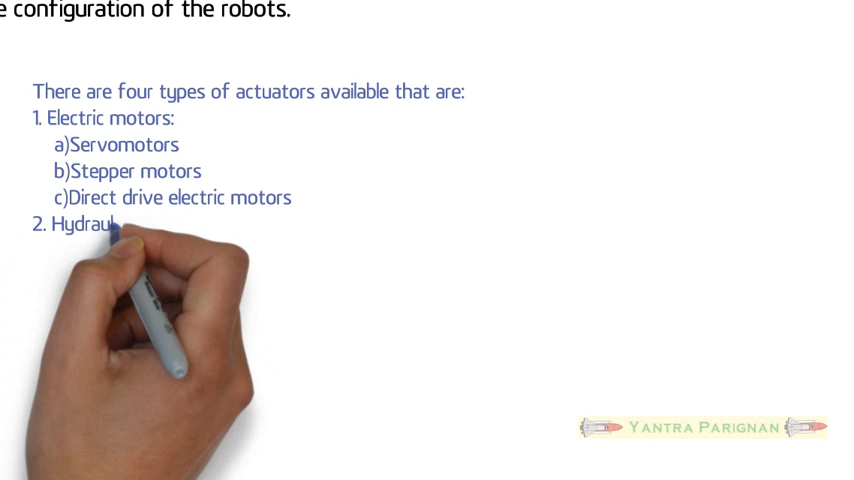 e configuration of the robots.
There are four types of actuators available that are:
1. Electric motors:
a)Servomotors
b)Stepper motors
c)Direct drive electric motors
2. Hydraul
YANTRA PARIGNAN